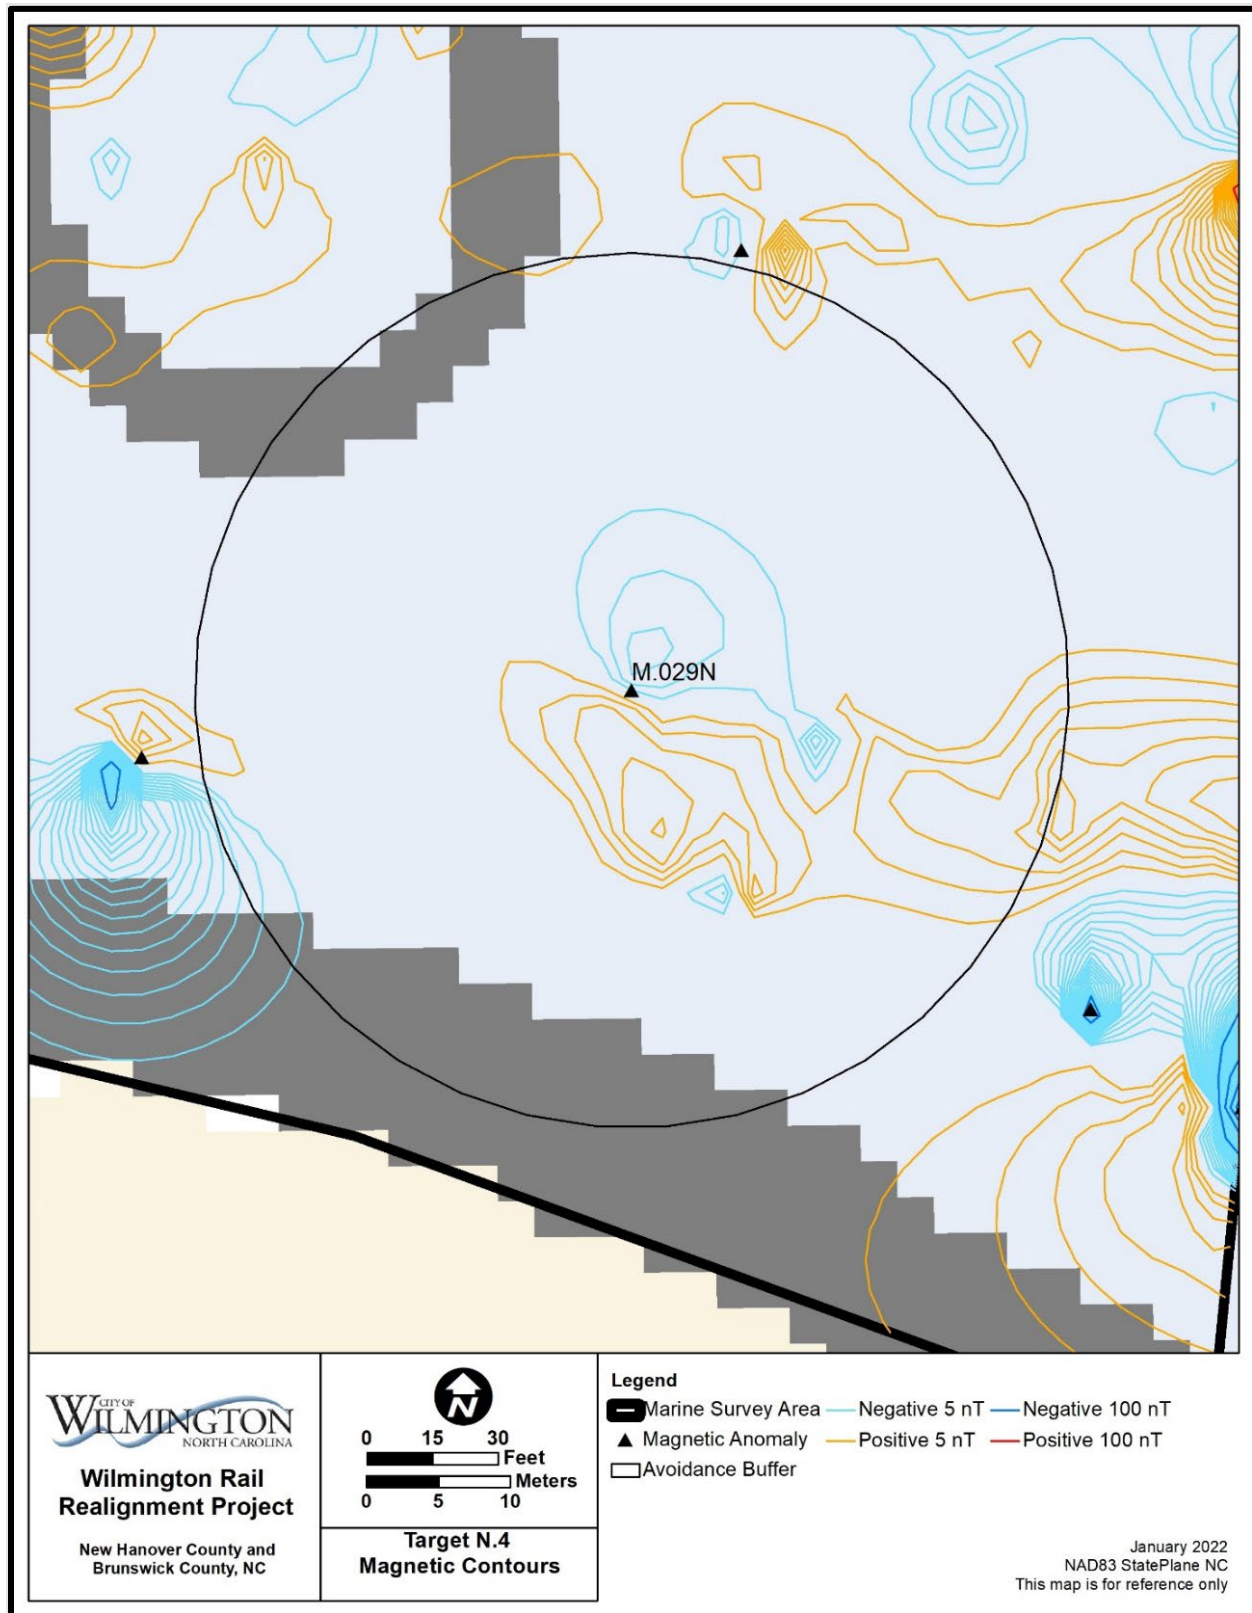 M.029N
CITY OF
WILMINGTON
NORTH CAROLINA
Wilmington Rail
Realignment Project
New Hanover County and
Brunswick County, NC
N
0 15 30
Feet
Meters
0 5 10
Target N.4
Magnetic Contours
Legend
Marine Survey Area Negative 5 nT Negative 100 nT
Magnetic Anomaly Positive 5 nT Positive 100 nT
Avoidance Buffer
January 2022
NAD83 StatePlane NC
This map is for reference only